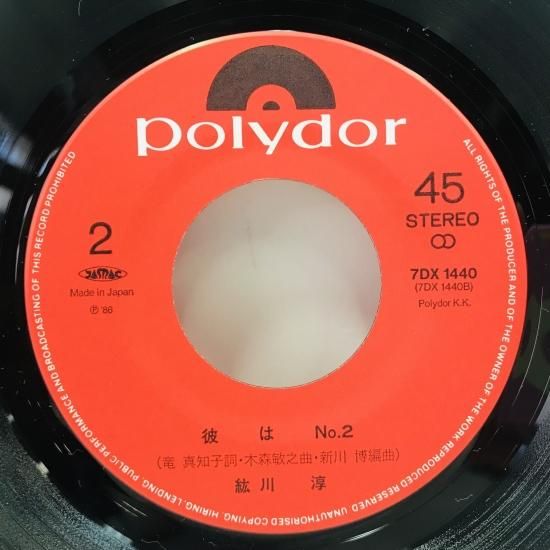 polydor
45
STEREO
2
JASRAC
Made in Japan
Ⓟ '86
7DX 1440
(7DX 1440B)
Polydor K.K.
彼は No.2
(竜 真知子詞・木森敏之曲・新川 博編曲)
紘川 淳
ALL RIGHTS OF THE PRODUCER AND OF THE OWNER OF THE WORK REPRODUCED RESERVED UNAUTHORISED COPYING HIRING, LENDING, PUBLIC PERFORMANCE AND BROADCASTING OF THIS RECORD PROHIBITED